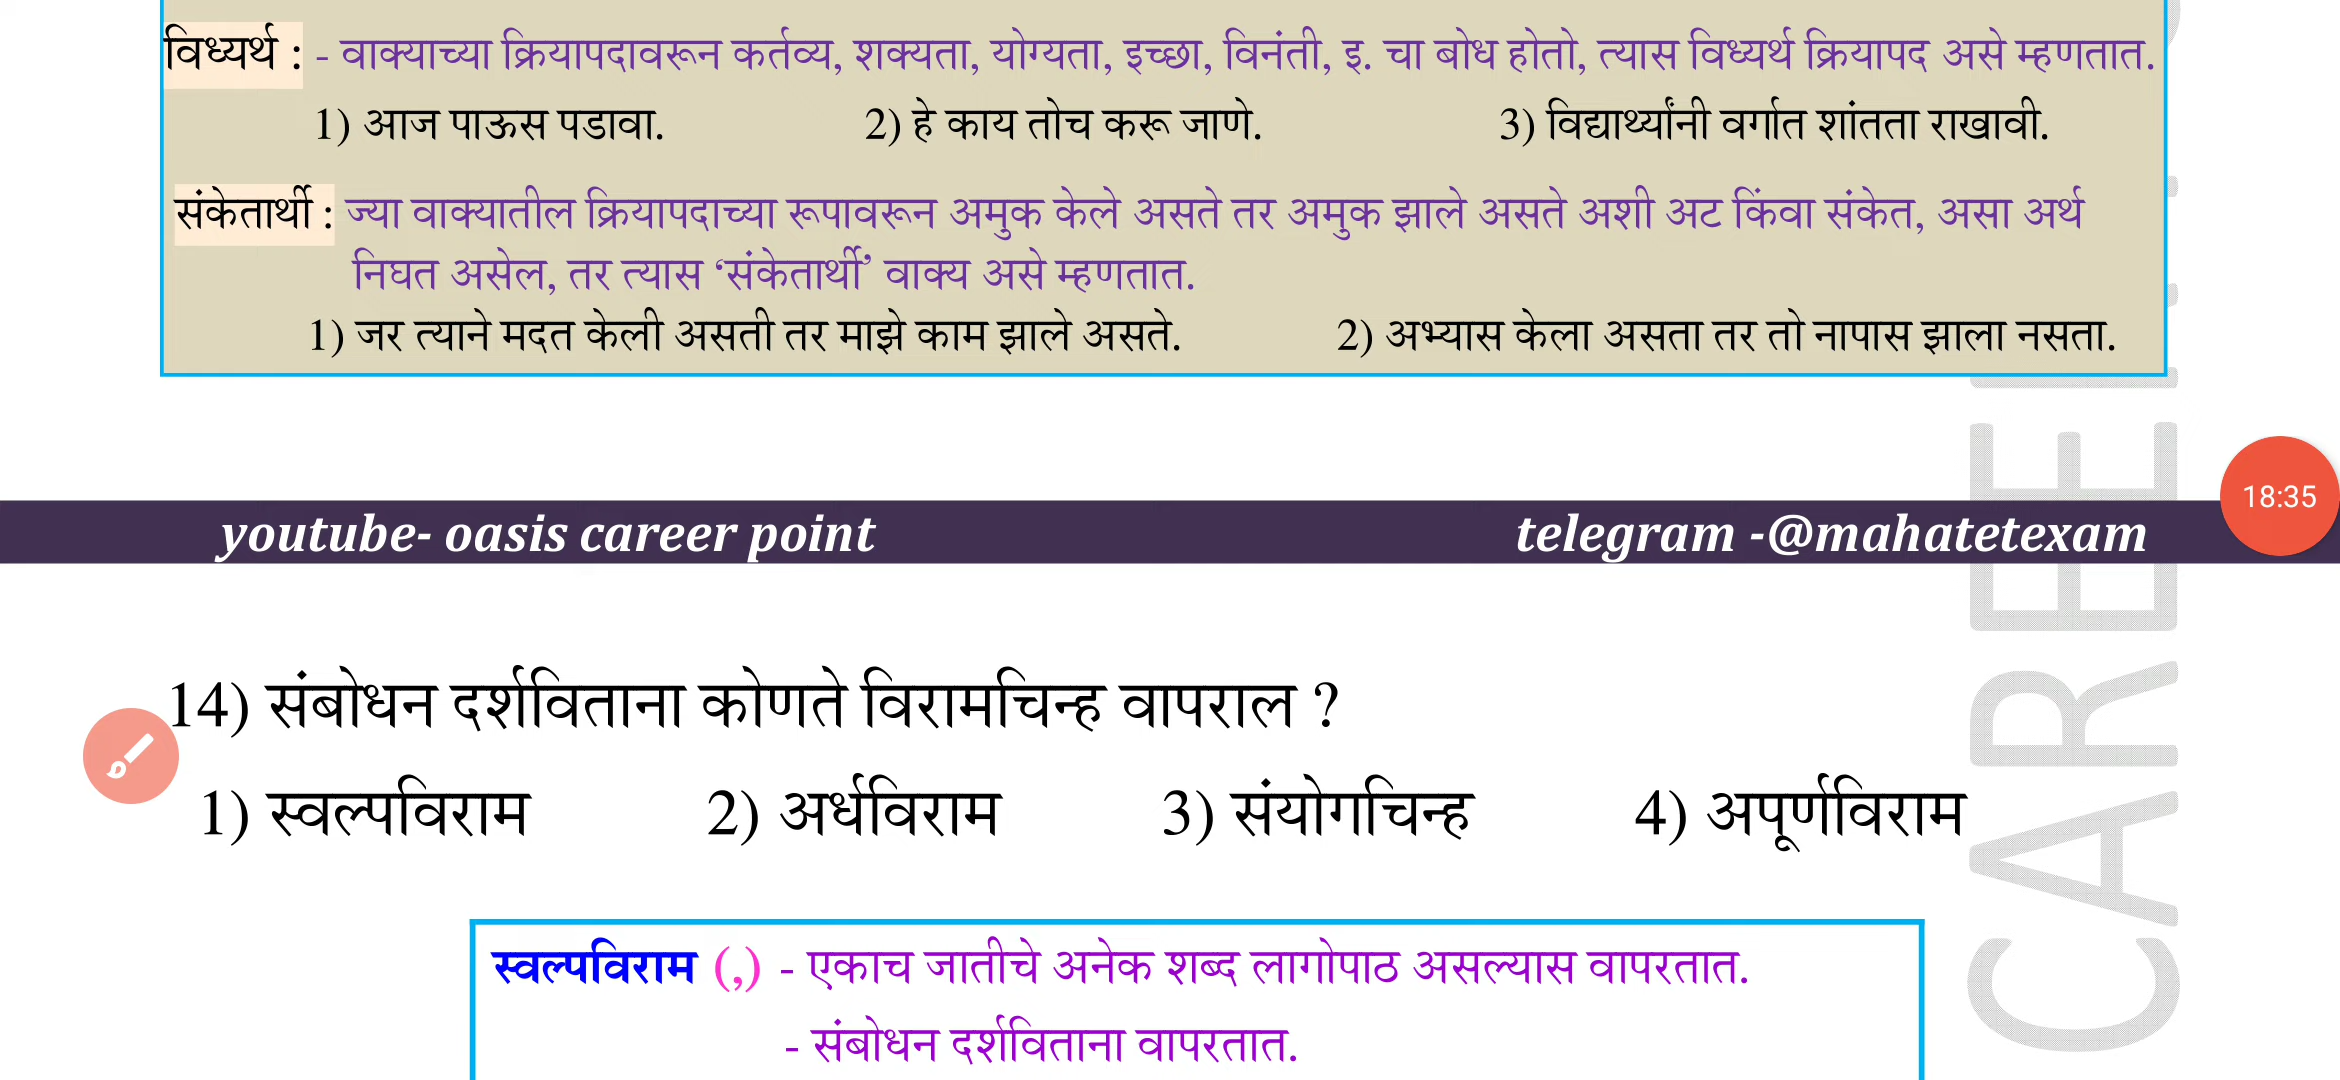 विध्यर्थ : - वाक्याच्या क्रियापदावरून कर्तव्य, शक्यता, योग्यता, इच्छा, विनंती, इ. चा बोध होतो, त्यास विध्यर्थ क्रियापद असे म्हणतात.
1) आज पाऊस पडावा. 2) हे काय तोच करू जाणे. 3) विद्यार्थ्यांनी वर्गात शांतता राखावी.
संकेतार्थी : ज्या वाक्यातील क्रियापदाच्या रूपावरून अमुक केले असते तर अमुक झाले असते अशी अट किंवा संकेत, असा अर्थ
निघत असेल, तर त्यास ‘संकेतार्थी’ वाक्य असे म्हणतात.
1) जर त्याने मदत केली असती तर माझे काम झाले असते. 2) अभ्यास केला असता तर तो नापास झाला नसता.
18:35
youtube- oasis career point telegram -@mahatetexam
14) संबोधन दर्शविताना कोणते विरामचिन्ह वापराल ?
1) स्वल्पविराम 2) अर्धविराम 3) संयोगचिन्ह 4) अपूर्णविराम
स्वल्पविराम (,) - एकाच जातीचे अनेक शब्द लागोपाठ असल्यास वापरतात.
- संबोधन दर्शविताना वापरतात.
CAREER